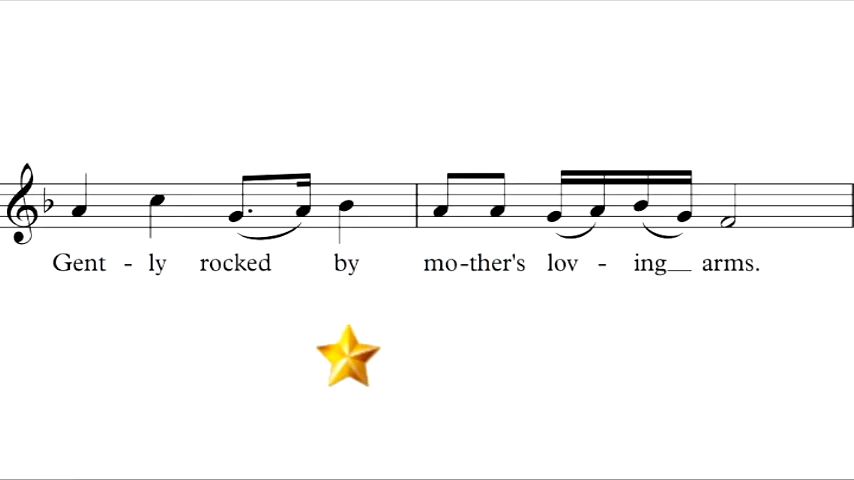 Gent - ly rocked by mo-ther's lov - ing__ arms.